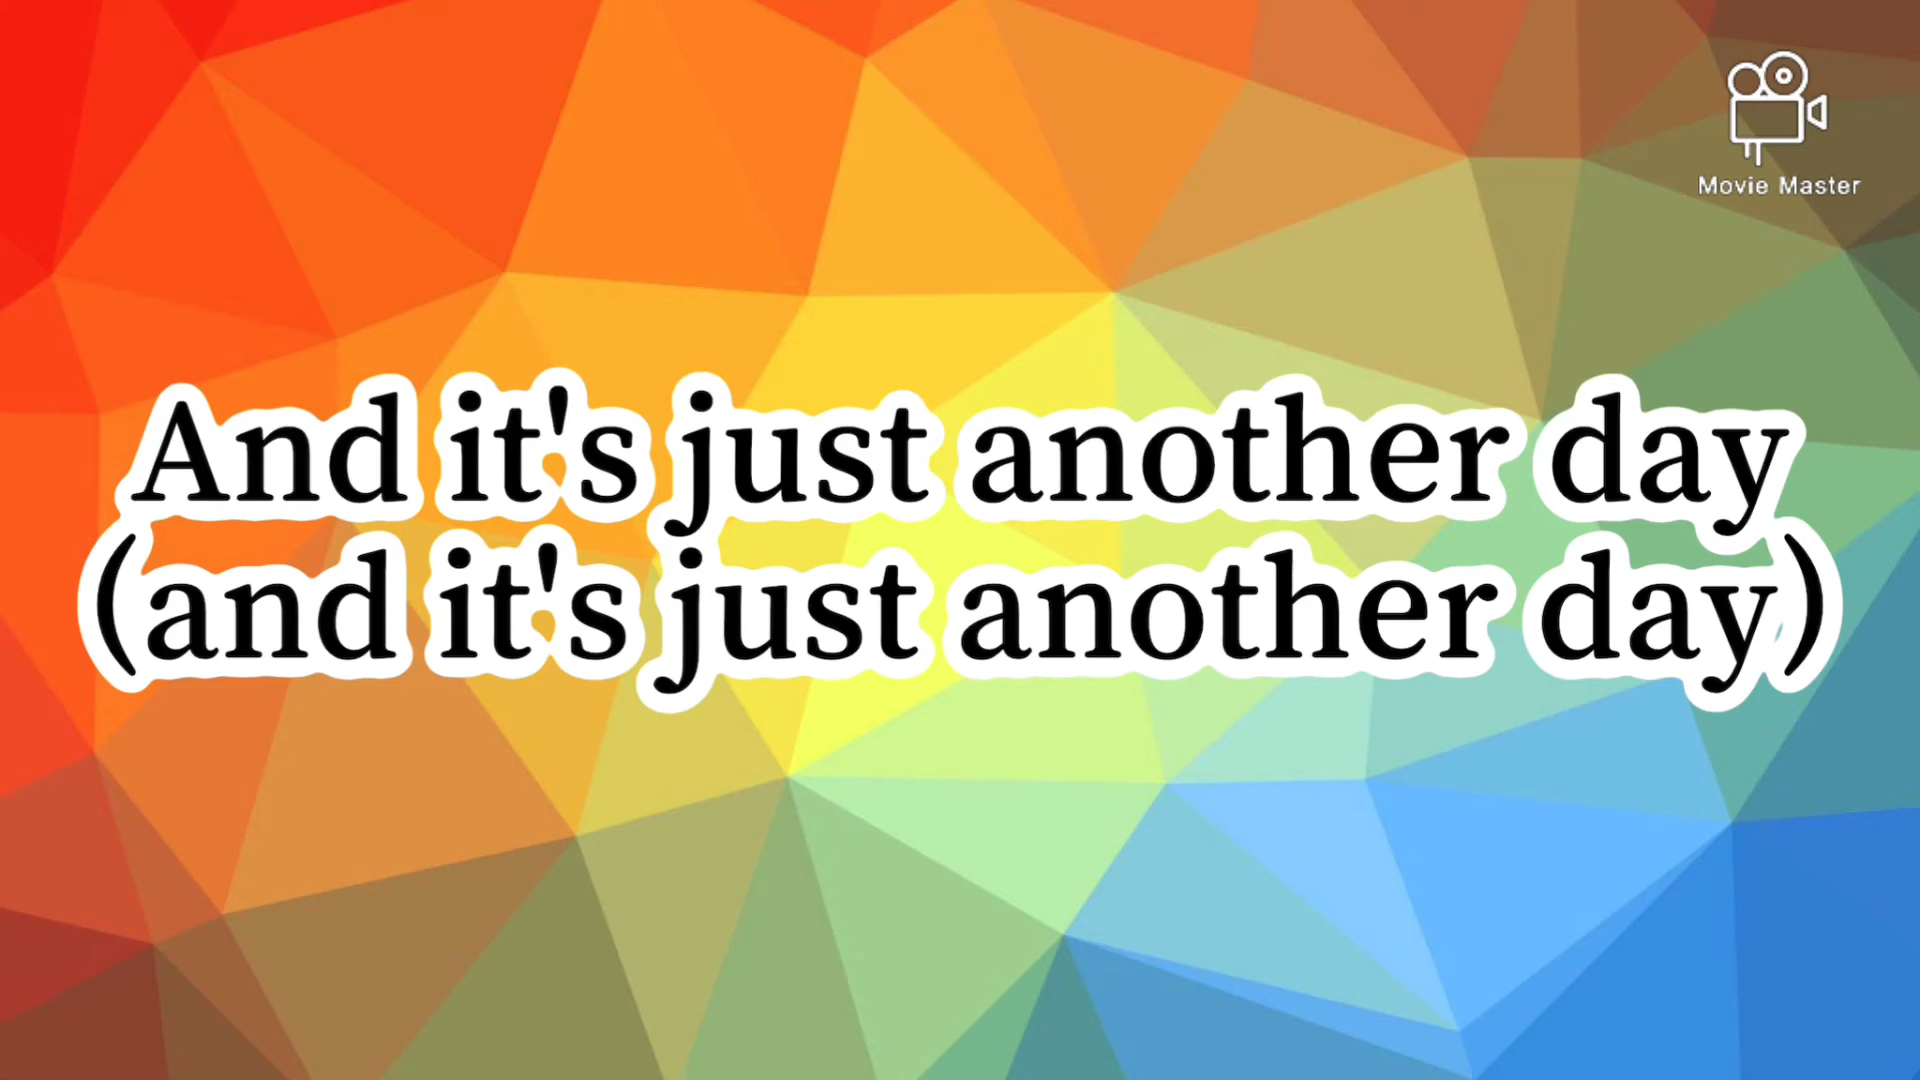 Movie Master
And it's just another day
(and it's just another day)